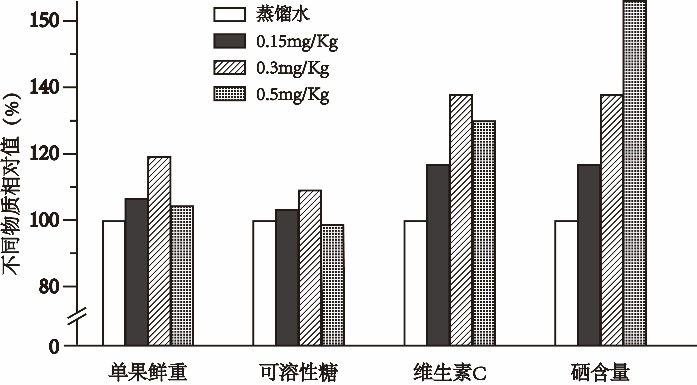 不同物质相对值（%）
150
140
120
100
80
0
蒸馏水
0.15mg/Kg
0.3mg/Kg
0.5mg/Kg
单果鲜重 可溶性糖 维生素C 硒含量